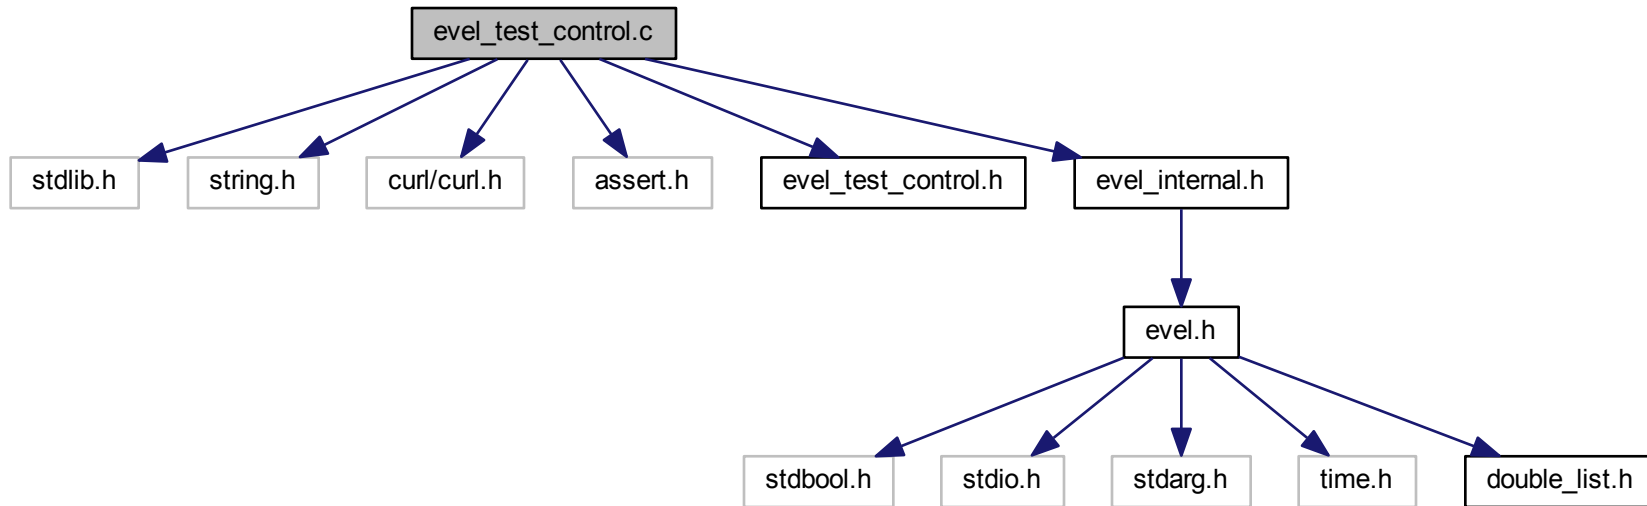 evel_test_control.c
stdlib.h
string.h
curl/curl.h
assert.h
evel_test_control.h
evel_internal.h
evel.h
stdbool.h
stdio.h
stdarg.h
time.h
double_list.h